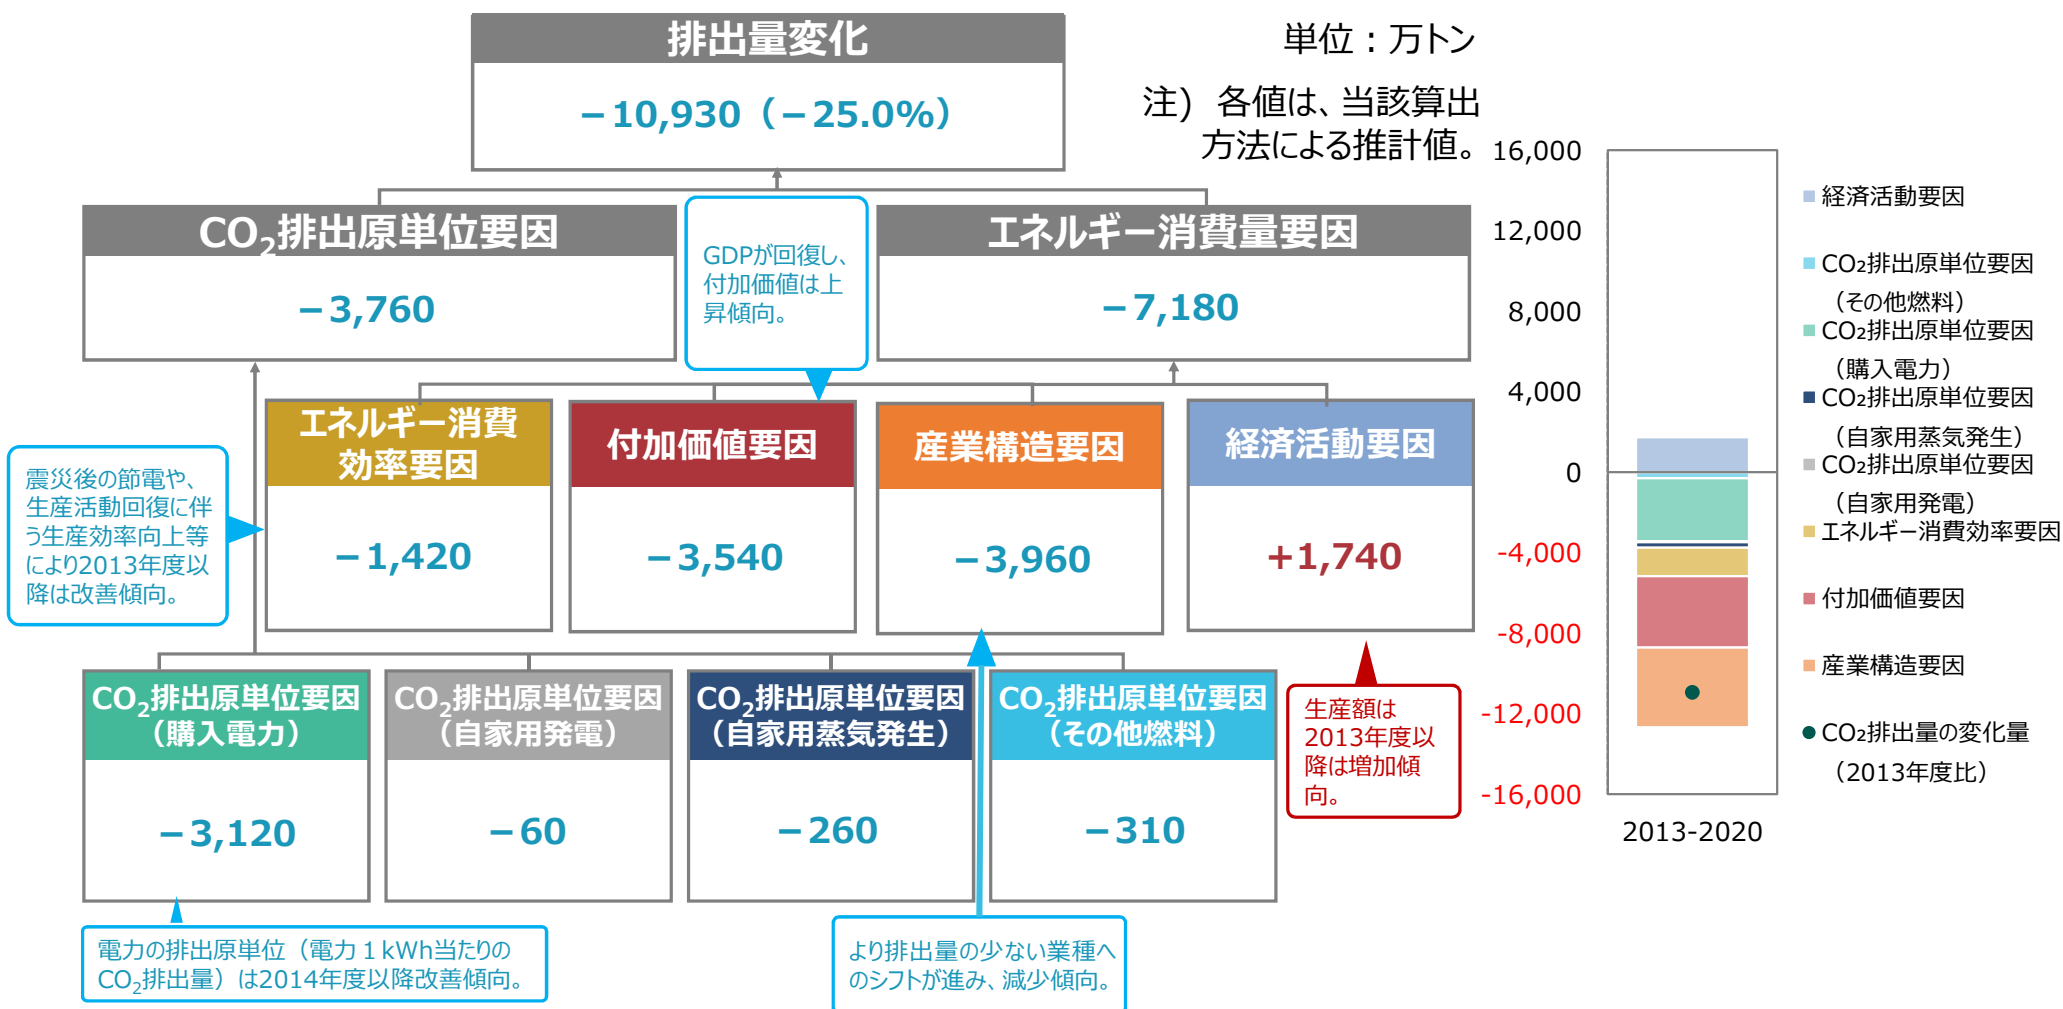 排出量変化
－10,930（－25.0%）
単位：万トン
注）各値は、当該算出
方法による推計値。
CO₂排出原単位要因
－3,760
GDPが回復し、
付加価値は上
昇傾向。
エネルギー消費量要因
－7,180
震災後の節電や、
生産活動回復に伴
う生産効率向上等
により2013年度以
降は改善傾向。
エネルギー消費
効率要因
－1,420
付加価値要因
－3,540
産業構造要因
－3,960
経済活動要因
+1,740
CO₂排出原単位要因
（購入電力）
－3,120
CO₂排出原単位要因
（自家用発電）
－60
CO₂排出原単位要因
（自家用蒸気発生）
－260
CO₂排出原単位要因
（その他燃料）
－310
生産額は
2013年度以
降は増加傾
向。
電力の排出原単位（電力１kWh当たりの
CO₂排出量）は2014年度以降改善傾向。
より排出量の少ない業種へ
のシフトが進み、減少傾向。
16,000
12,000
8,000
4,000
0
-4,000
-8,000
-12,000
-16,000
2013-2020
経済活動要因
CO₂排出原単位要因
（その他燃料）
CO₂排出原単位要因
（購入電力）
CO₂排出原単位要因
（自家用蒸気発生）
CO₂排出原単位要因
（自家用発電）
エネルギー消費効率要因
付加価値要因
産業構造要因
CO₂排出量の変化量
（2013年度比）